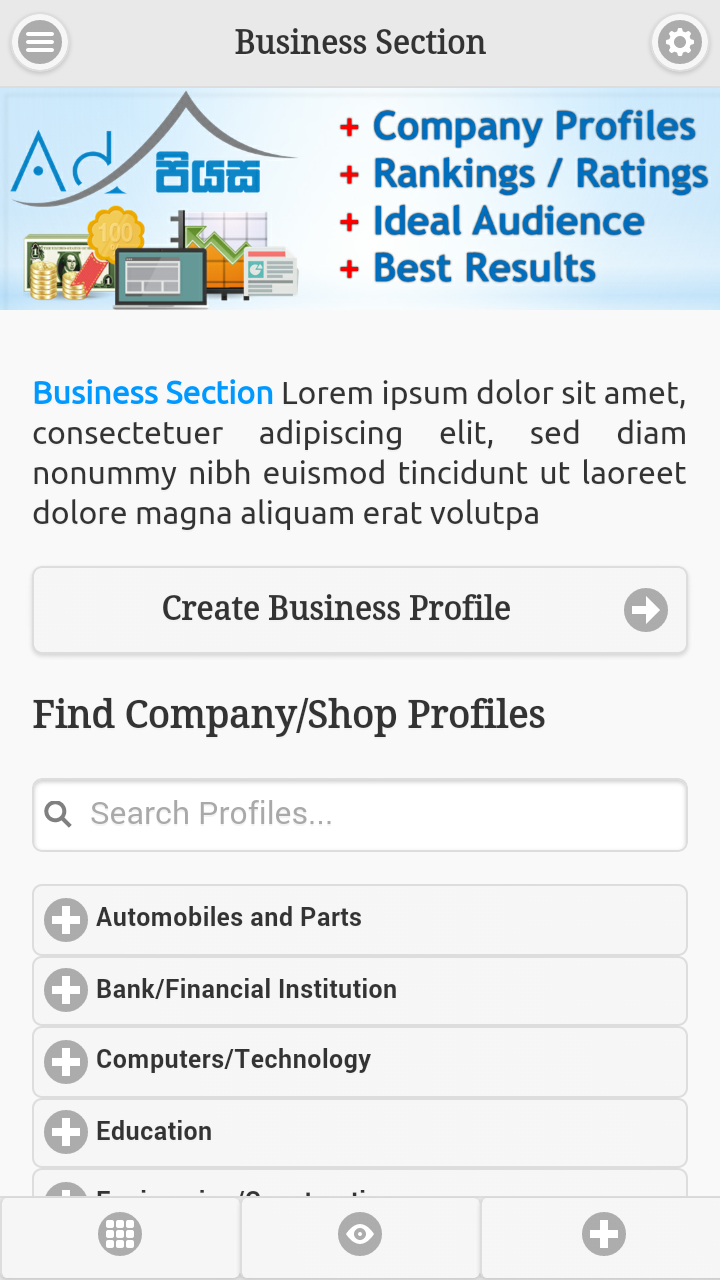 Business Section
Ad පියස
+ Company Profiles
+ Rankings / Ratings
+ Ideal Audience
+ Best Results
100
Business Section Lorem ipsum dolor sit amet,
consectetuer adipiscing elit, sed diam
nonummy nibh euismod tincidunt ut laoreet
dolore magna aliquam erat volutpa
Create Business Profile
Find Company/Shop Profiles
Search Profiles...
Automobiles and Parts
Bank/Financial Institution
Computers/Technology
Education